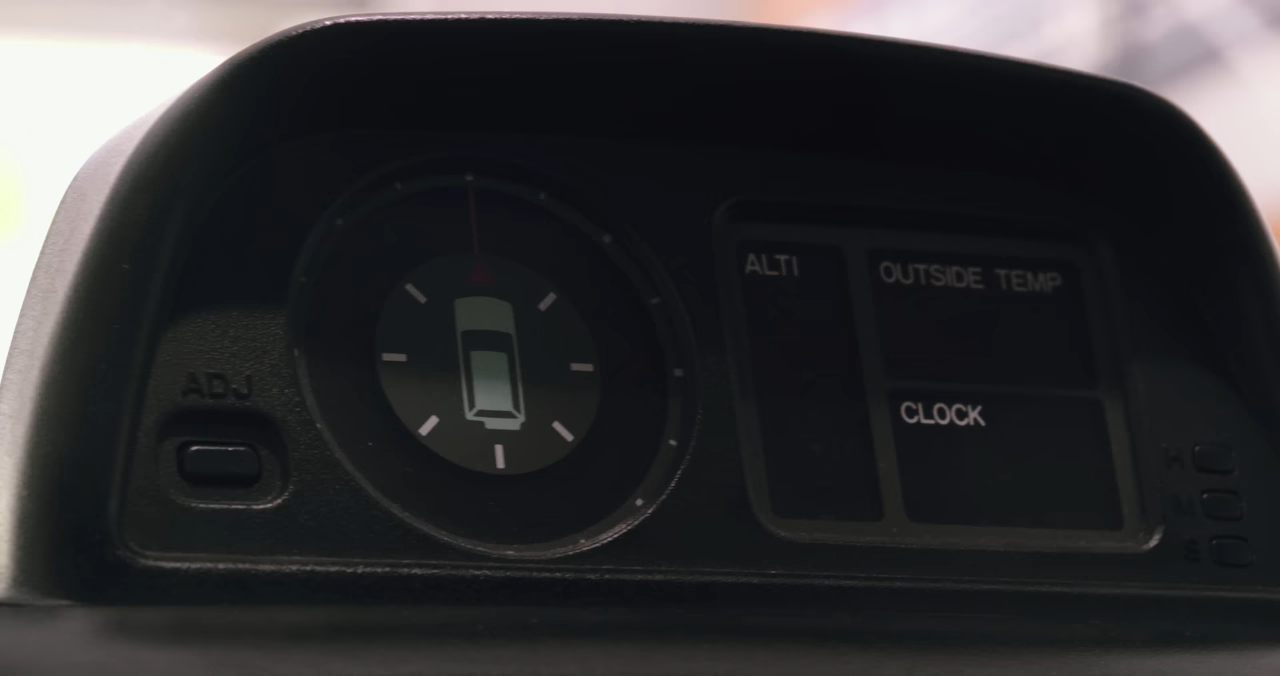 ALTI
OUTSIDE TEMP
CLOCK
ADJ
H
M
S